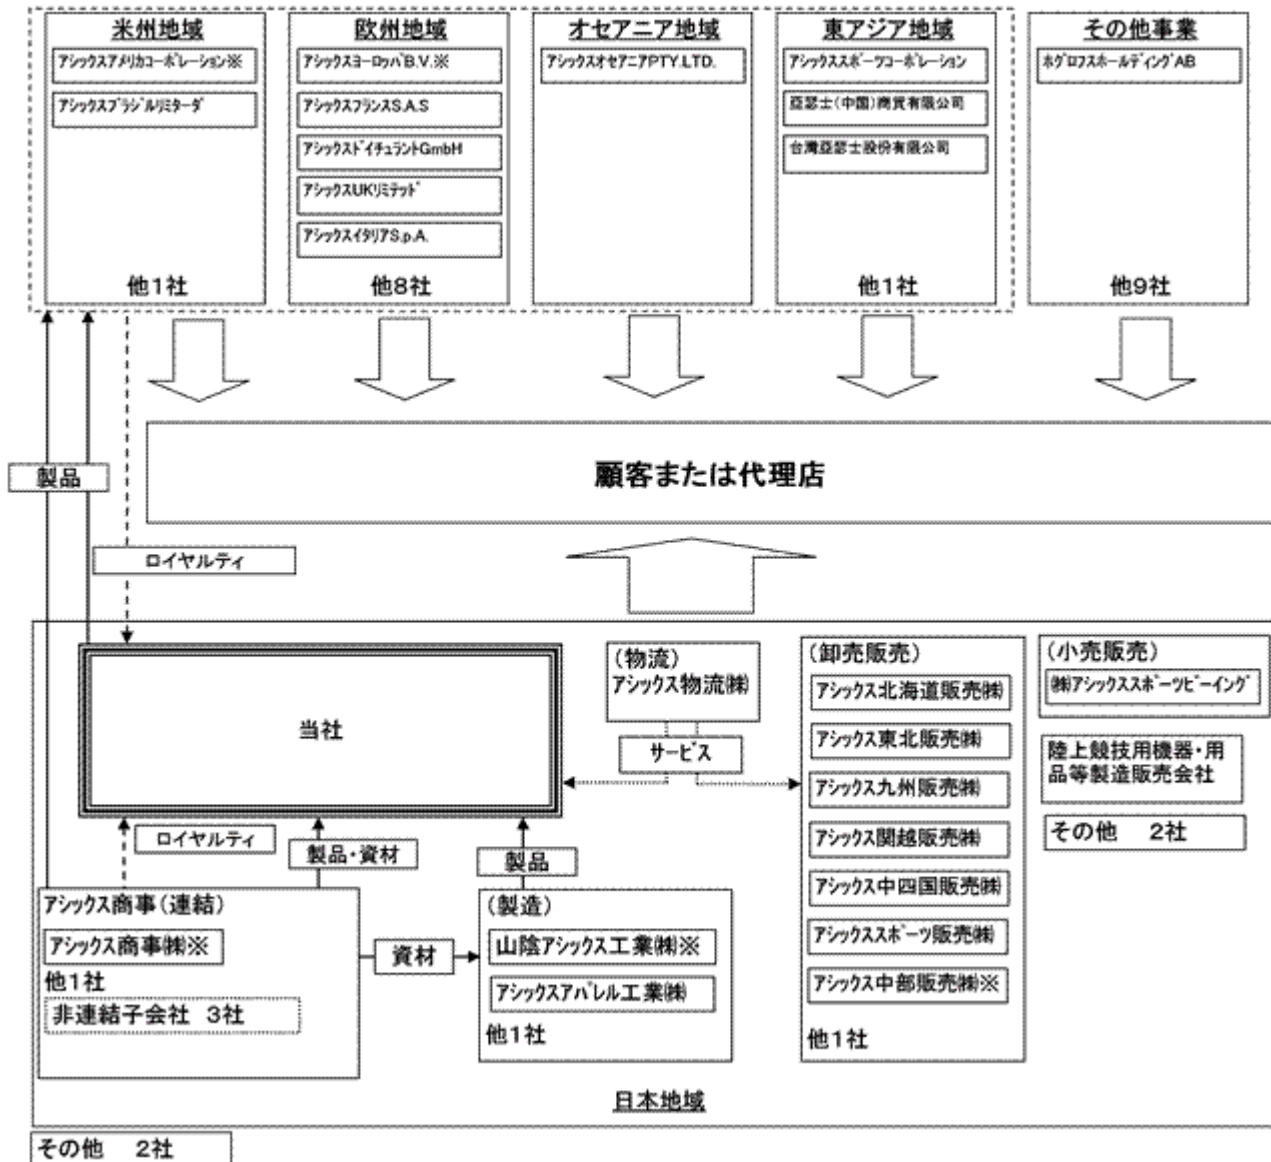 米州地域
アシックスアメリカコーポレーション※
アシックスブラジルリミターダ
他1社
欧州地域
アシックスヨーロッパB.V.※
アシックスフランスS.A.S
アシックスドイチュラントGmbH
アシックスUKリミテッド
アシックスイタリアS.p.A.
他8社
オセアニア地域
アシックスオセアニアPTY.LTD.
東アジア地域
アシックススポーツコーポレーション
亞瑟士(中国)商貿有限公司
台灣亞瑟士股份有限公司
他1社
その他事業
ホグロフスホールディングAB
他9社
製品
顧客または代理店
ロイヤルティ
当社
(物流)
アシックス物流㈱
サービス
(卸売販売)
アシックス北海道販売㈱
アシックス東北販売㈱
アシックス九州販売㈱
アシックス関越販売㈱
アシックス中四国販売㈱
アシックススポーツ販売㈱
アシックス中部販売㈱※
他1社
(小売販売)
㈱アシックススポーツビーイング
陸上競技用機器・用
品等製造販売会社
その他 2社
ロイヤルティ
製品・資材
製品
アシックス商事(連結)
アシックス商事㈱※
他1社
非連結子会社 3社
資材
(製造)
山陰アシックス工業㈱※
アシックスアパレル工業㈱
他1社
日本地域
その他 2社